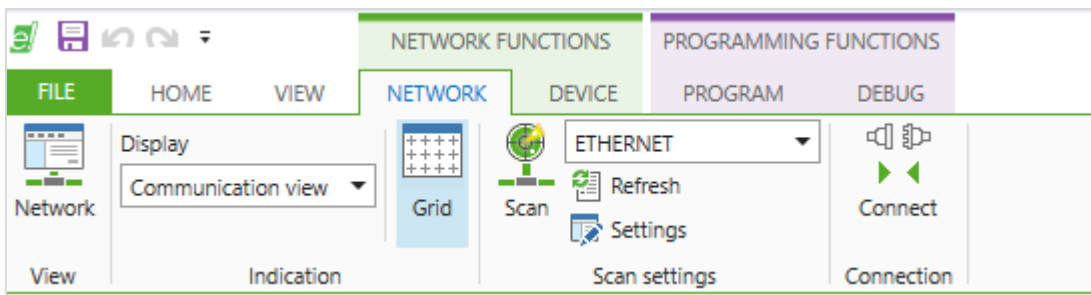 e!
NETWORK FUNCTIONS PROGRAMMING FUNCTIONS
FILE HOME VIEW NETWORK DEVICE PROGRAM DEBUG
Display
Communication view
Network
Grid
Scan
ETHERNET
Refresh
Settings
Connect
View Indication Scan settings Connection